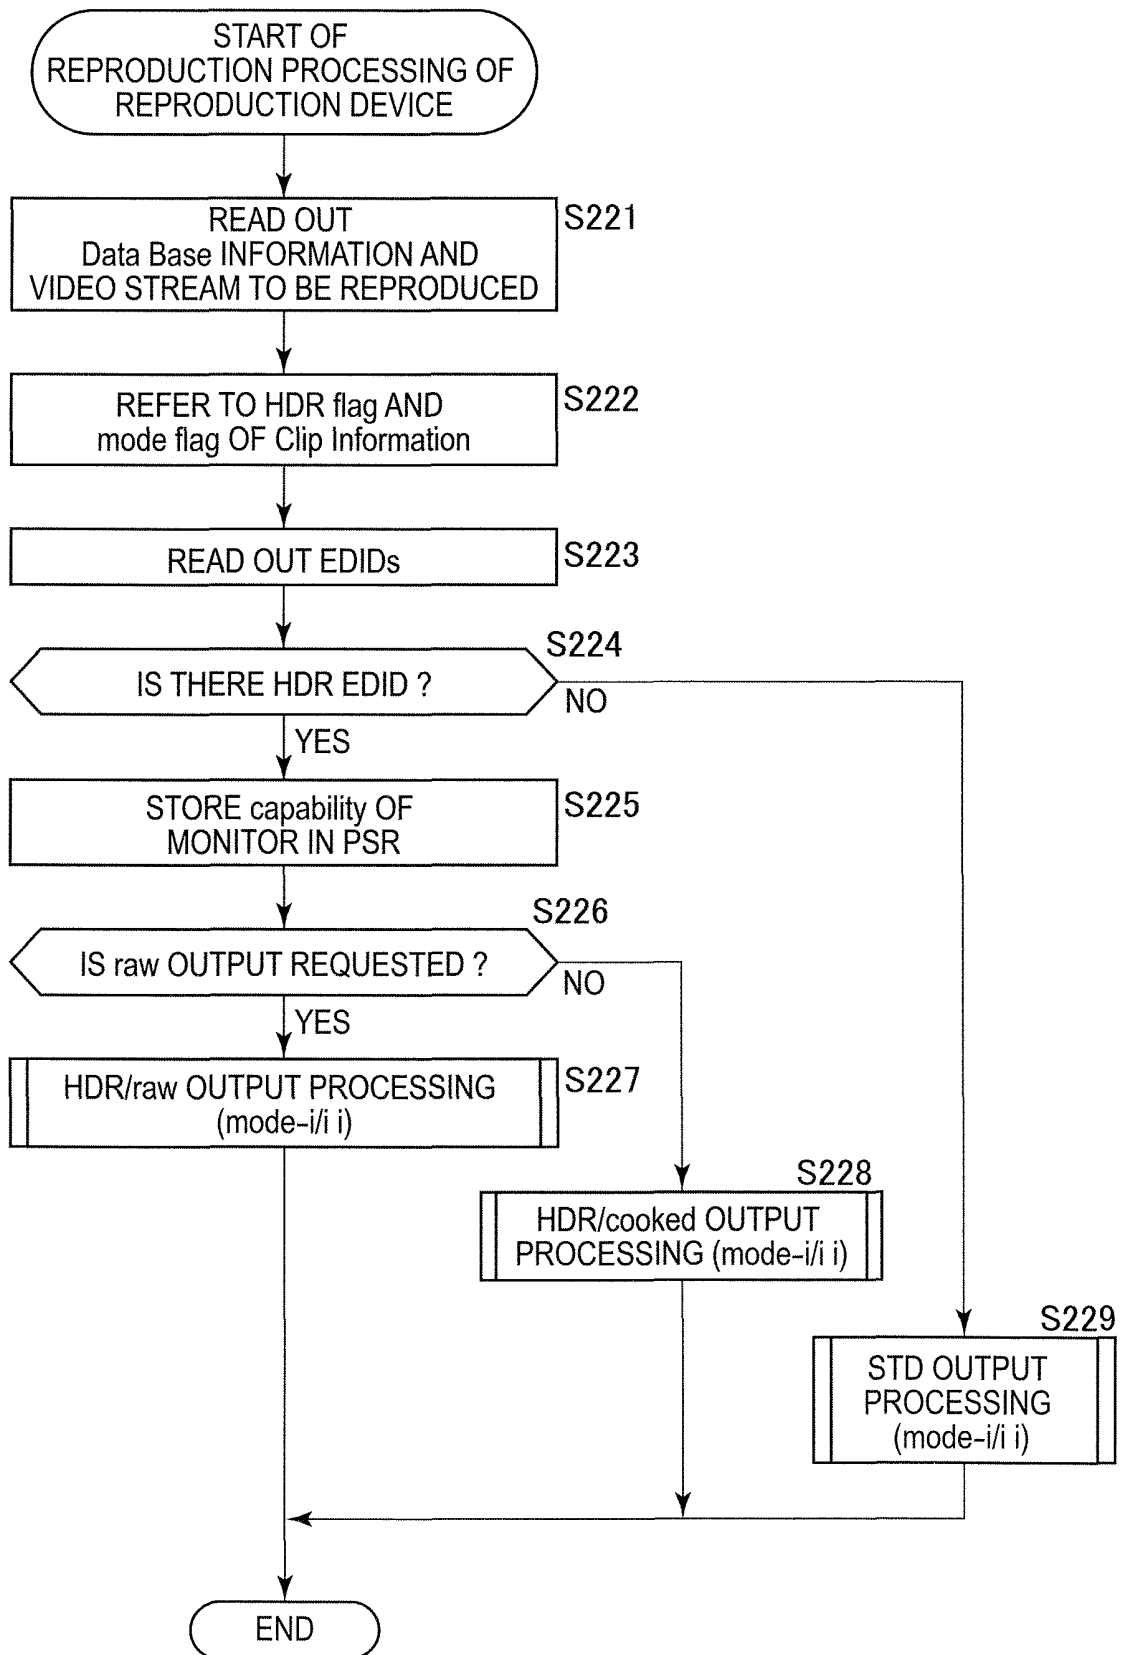 START OF
REPRODUCTION PROCESSING OF
REPRODUCTION DEVICE
READ OUT
Data Base INFORMATION AND
VIDEO STREAM TO BE REPRODUCED
S221
REFER TO HDR flag AND
mode flag OF Clip Information
S222
READ OUT EDIDs
S223
S224
IS THERE HDR EDID ?
NO
YES
STORE capability OF
MONITOR IN PSR
S225
S226
IS raw OUTPUT REQUESTED ?
NO
YES
HDR/raw OUTPUT PROCESSING
(mode-i/i i)
S227
S228
HDR/cooked OUTPUT
PROCESSING (mode-i/i i)
S229
STD OUTPUT
PROCESSING
(mode-i/i i)
END